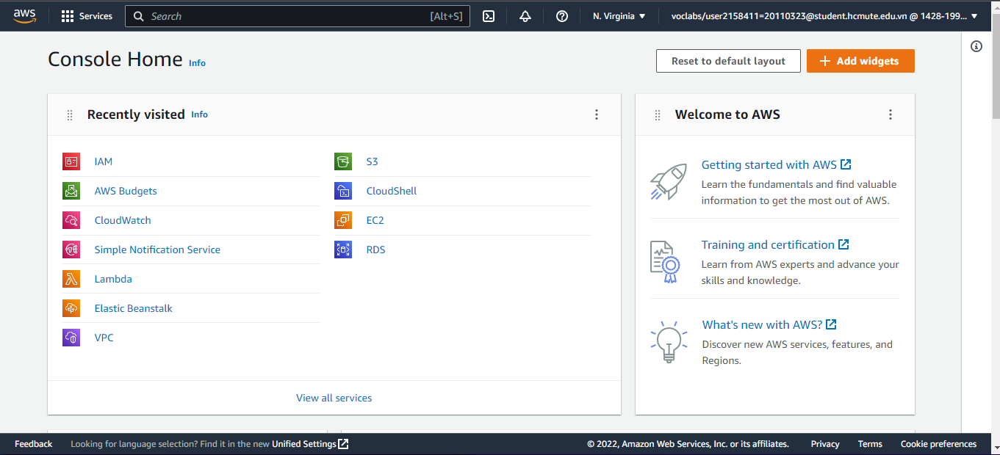 aws
Services
Search [Alt+S]
N. Virginia
voclabs/user2158411=20110323@student.hcmute.edu.vn @ 1428-199...
Console Home Info
Reset to default layout
Add widgets
Recently visited Info
IAM
AWS Budgets
CloudWatch
Simple Notification Service
Lambda
Elastic Beanstalk
VPC
S3
CloudShell
EC2
RDS
View all services
Welcome to AWS
Getting started with AWS
Learn the fundamentals and find valuable
information to get the most out of AWS.
Training and certification
Learn from AWS experts and advance your
skills and knowledge.
What's new with AWS?
Discover new AWS services, features, and
Regions.
Feedback
Looking for language selection? Find it in the new Unified Settings
© 2022, Amazon Web Services, Inc. or its affiliates.
Privacy
Terms
Cookie preferences